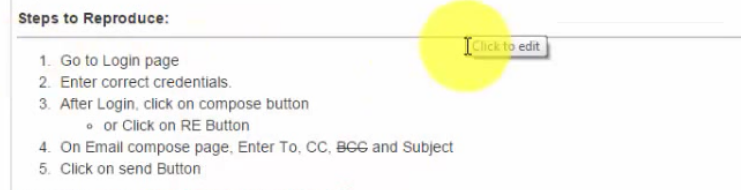 Steps to Reproduce:
Click to edit
1. Go to Login page
2. Enter correct credentials.
3. After Login, click on compose button
○ or Click on RE Button
4. On Email compose page, Enter To, CC, BCC and Subject
5. Click on send Button